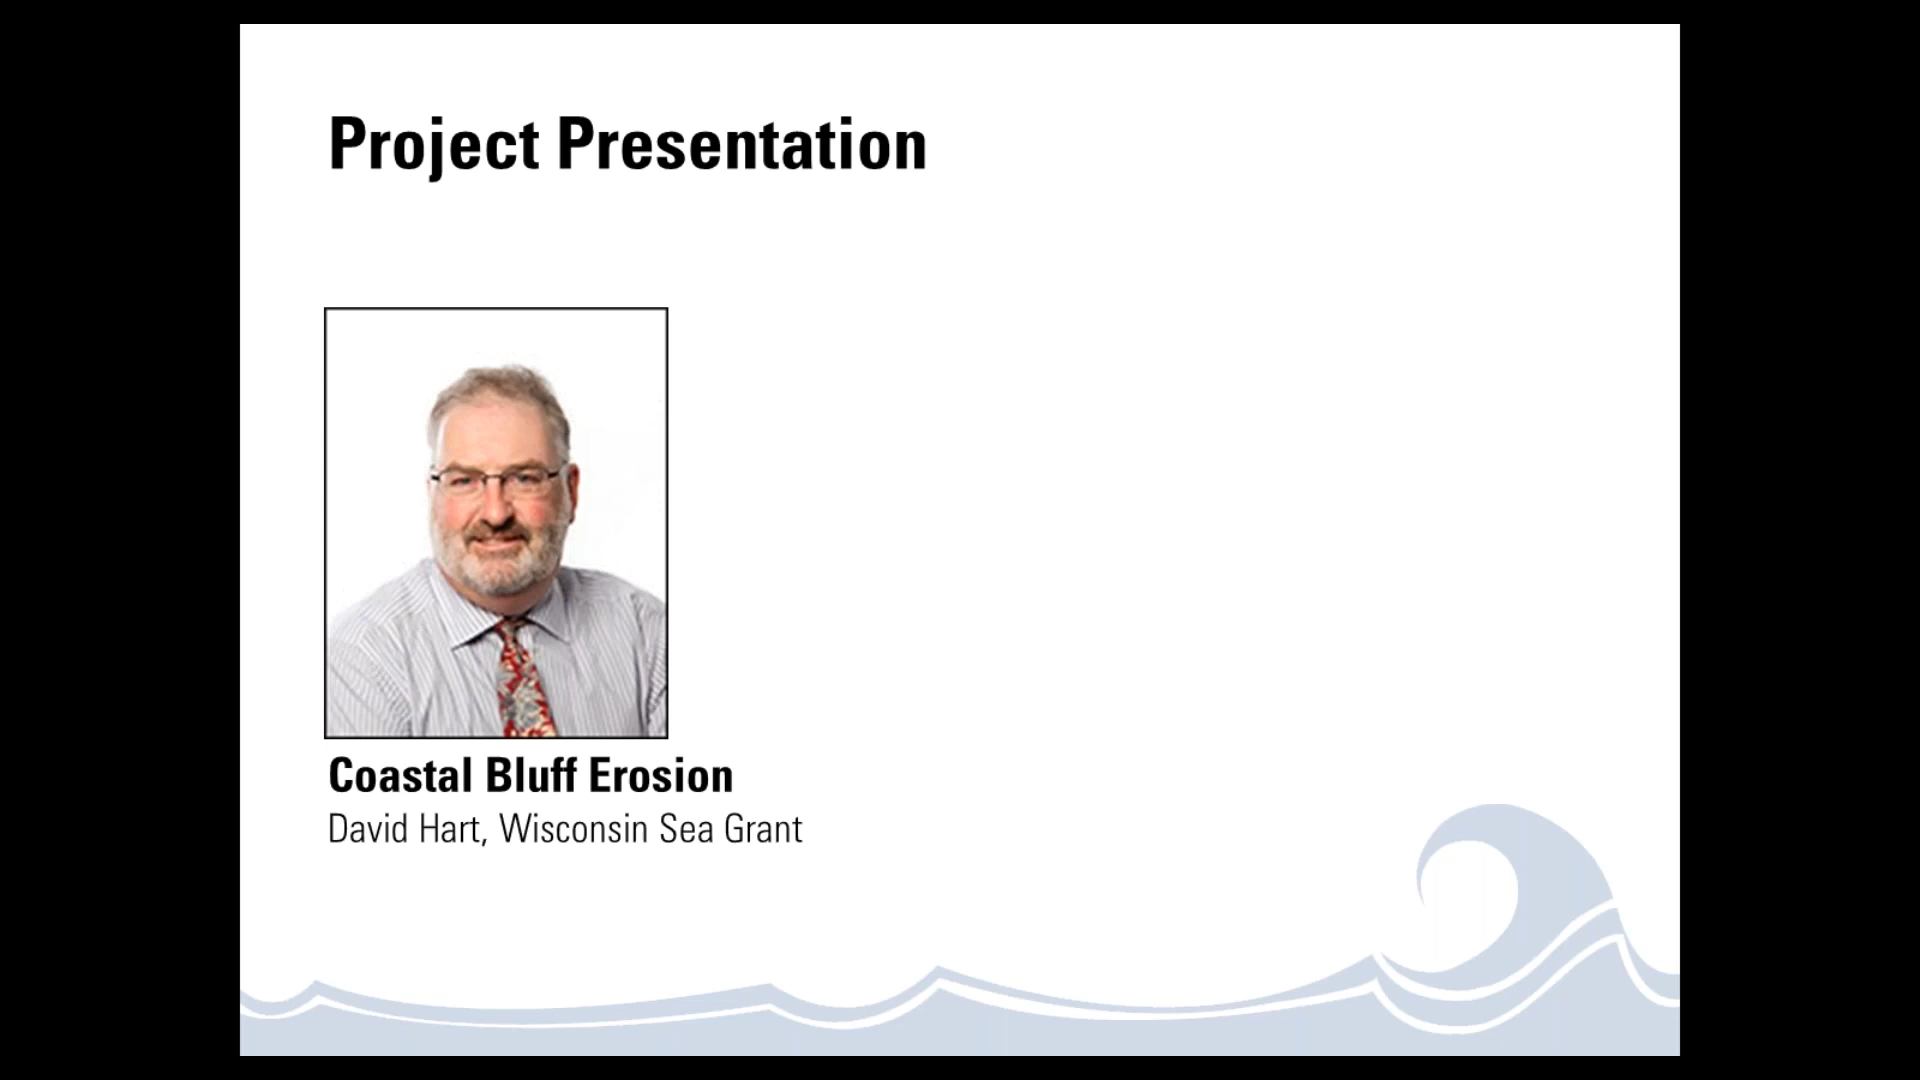 Project Presentation
Coastal Bluff Erosion
David Hart, Wisconsin Sea Grant